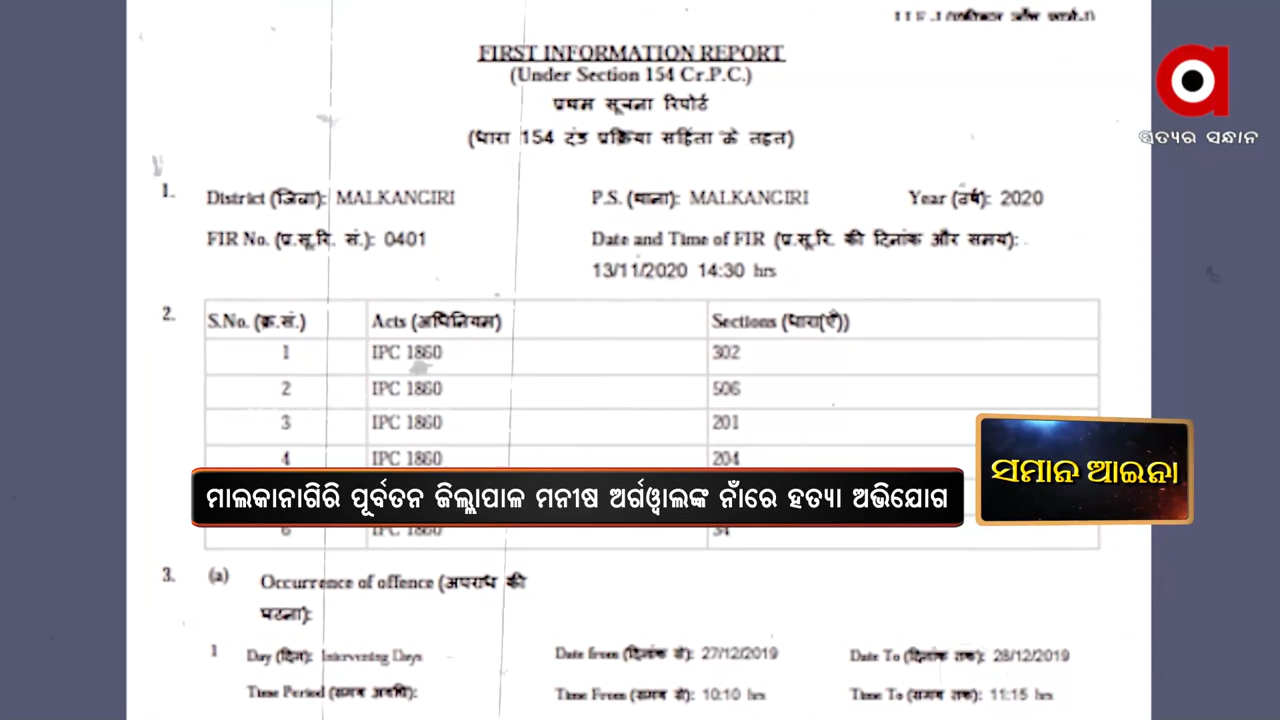 FIRST INFORMATION REPORT
(Under Section 154 Cr.P.C.)
प्रथम सूचना रिपोर्ट
(धारा 154 दंड प्रक्रिया संहिता के तहत)
ସତ୍ୟର ସନ୍ଧାନ
1. District (जिला): MALKANGIRI P.S. (थाना): MALKANGIRI Year (वर्ष): 2020
FIR No. (प्र.सू.रि. सं.): 0401 Date and Time of FIR (प्र.सू.रि. की दिनांक और समय):
13/11/2020 14:30 hrs
2. S.No. (क्र.सं.) Acts (अधिनियम) Sections (धारा(एँ))
1 IPC 1860 302
2 IPC 1860 506
3 IPC 1860 201
4 IPC 1860 204
ସମାନ ଆଇନା
ମାଲକାନାଗିରି ପୂର୍ବତନ ଜିଲ୍ଲାପାଳ ମନୀଷ ଅର୍ଗୱାଲଙ୍କ ନାଁରେ ହତ୍ୟା ଅଭିଯୋଗ
6 IPC 1860 34
3. (a) Occurrence of offence (अपराध की
घटना):
1 Day (दिन): Intervening Days Date from (दिनांक से): 27/12/2019 Date To (दिनांक तक): 28/12/2019
Time Period (समय अवधि): Time From (समय से): 10:10 hrs Time To (समय तक): 11:15 hrs